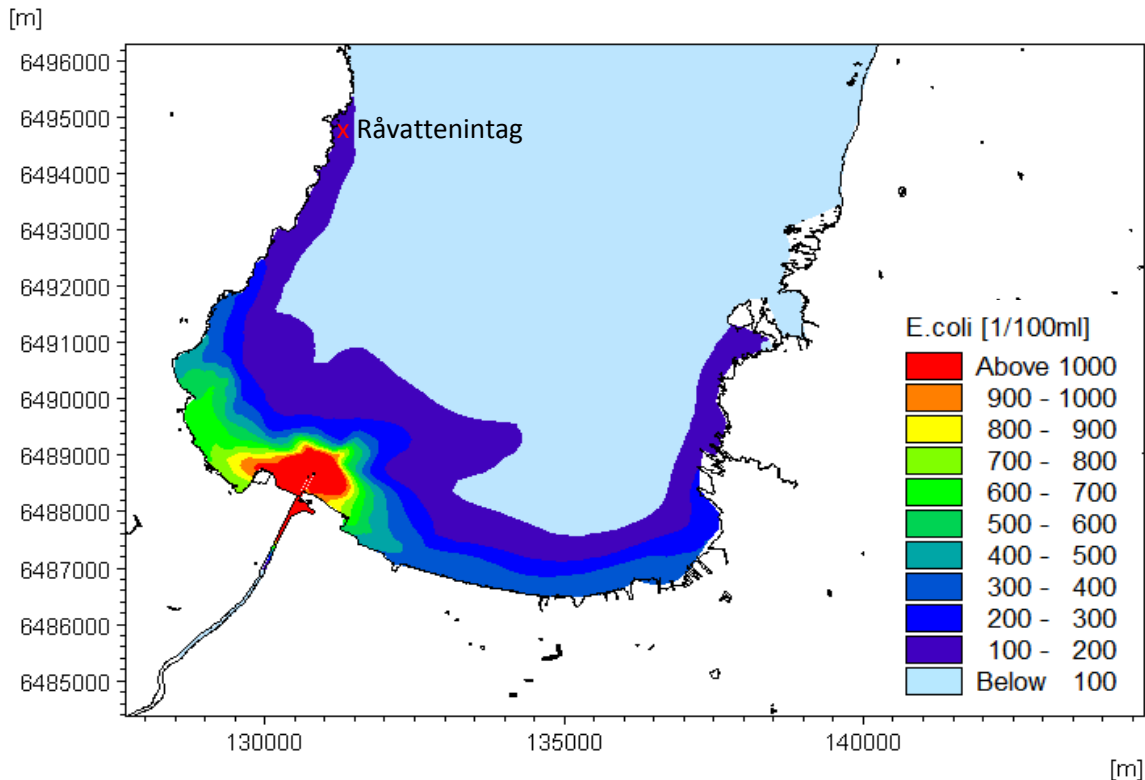 [m]
6496000
6495000
x Råvattenintag
6494000
6493000
6492000
6491000
6490000
6489000
6488000
6487000
6486000
6485000
E.coli [1/100ml]
Above 1000
900 - 1000
800 - 900
700 - 800
600 - 700
500 - 600
400 - 500
300 - 400
200 - 300
100 - 200
Below 100
130000 135000 140000
[m]